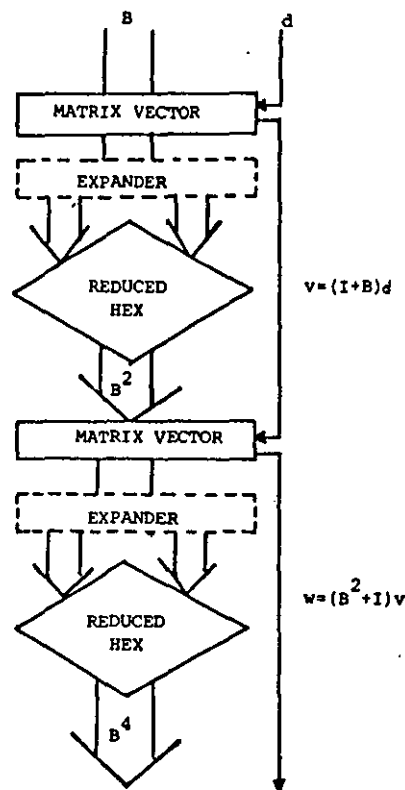 B
d
MATRIX VECTOR
EXPANDER
REDUCED
HEX
v=(I+B)d
B²
MATRIX VECTOR
EXPANDER
REDUCED
HEX
w=(B²+I)v
B⁴